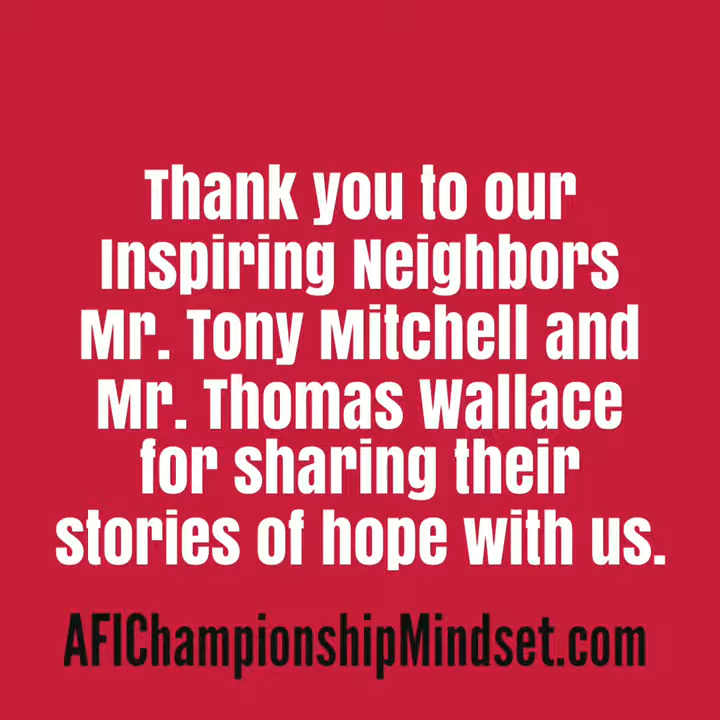 Thank you to our
Inspiring Neighbors
Mr. Tony Mitchell and
Mr. Thomas Wallace
for sharing their
stories of hope with us.
AFIChampionshipMindset.com